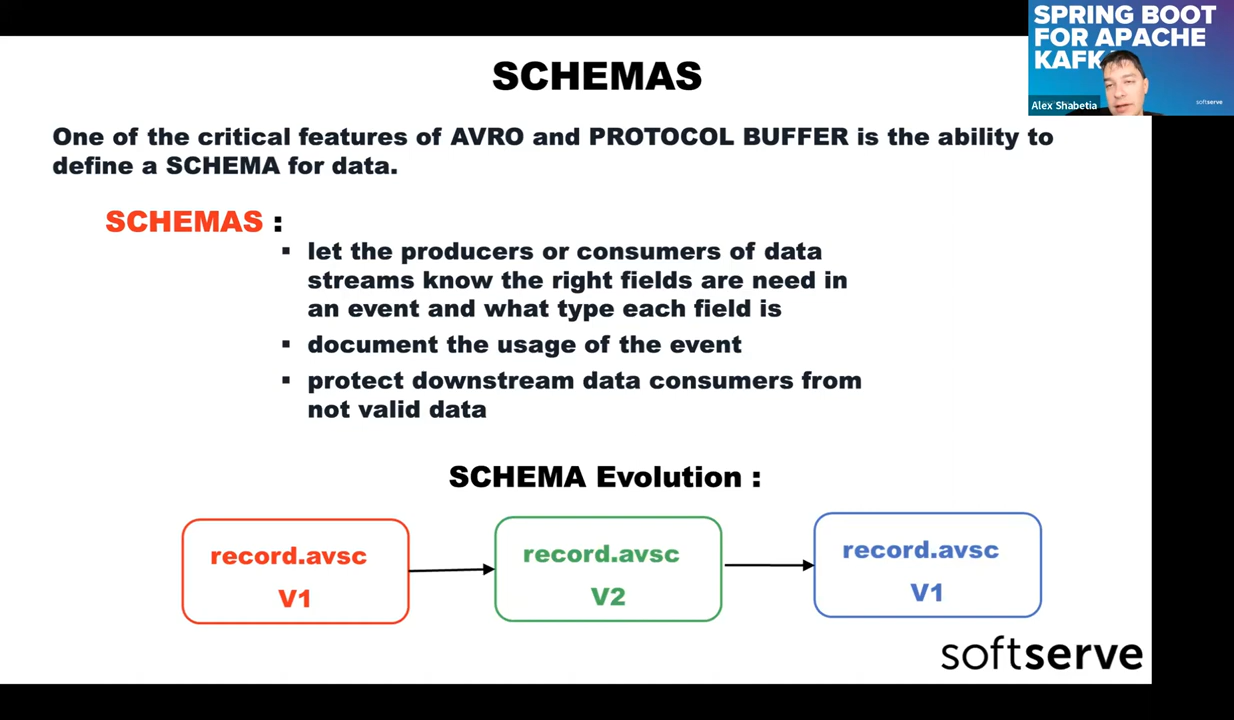 SPRING BOOT
FOR APACHE
KAFK
Alex Shabetia
softserve
SCHEMAS
One of the critical features of AVRO and PROTOCOL BUFFER is the ability to
define a SCHEMA for data.
SCHEMAS :
▪ let the producers or consumers of data
streams know the right fields are need in
an event and what type each field is
▪ document the usage of the event
▪ protect downstream data consumers from
not valid data
SCHEMA Evolution :
record.avsc
V1
record.avsc
V2
record.avsc
V1
softserve